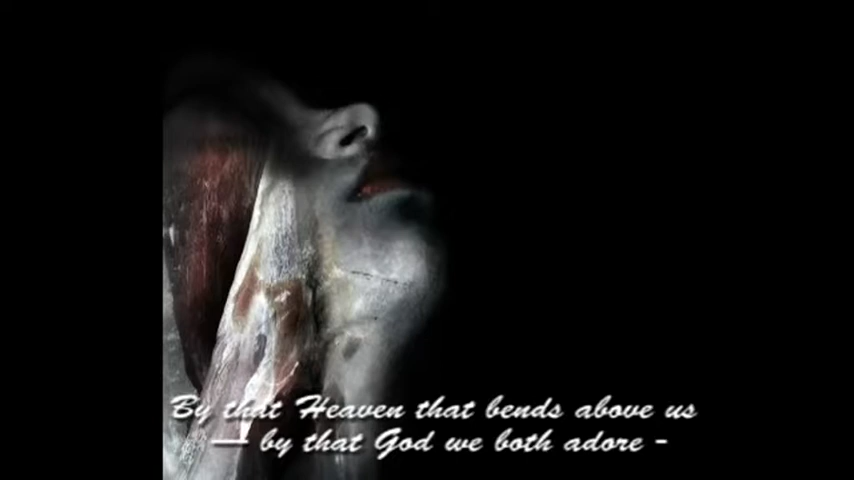 By that Heaven that bends above us
— by that God we both adore -